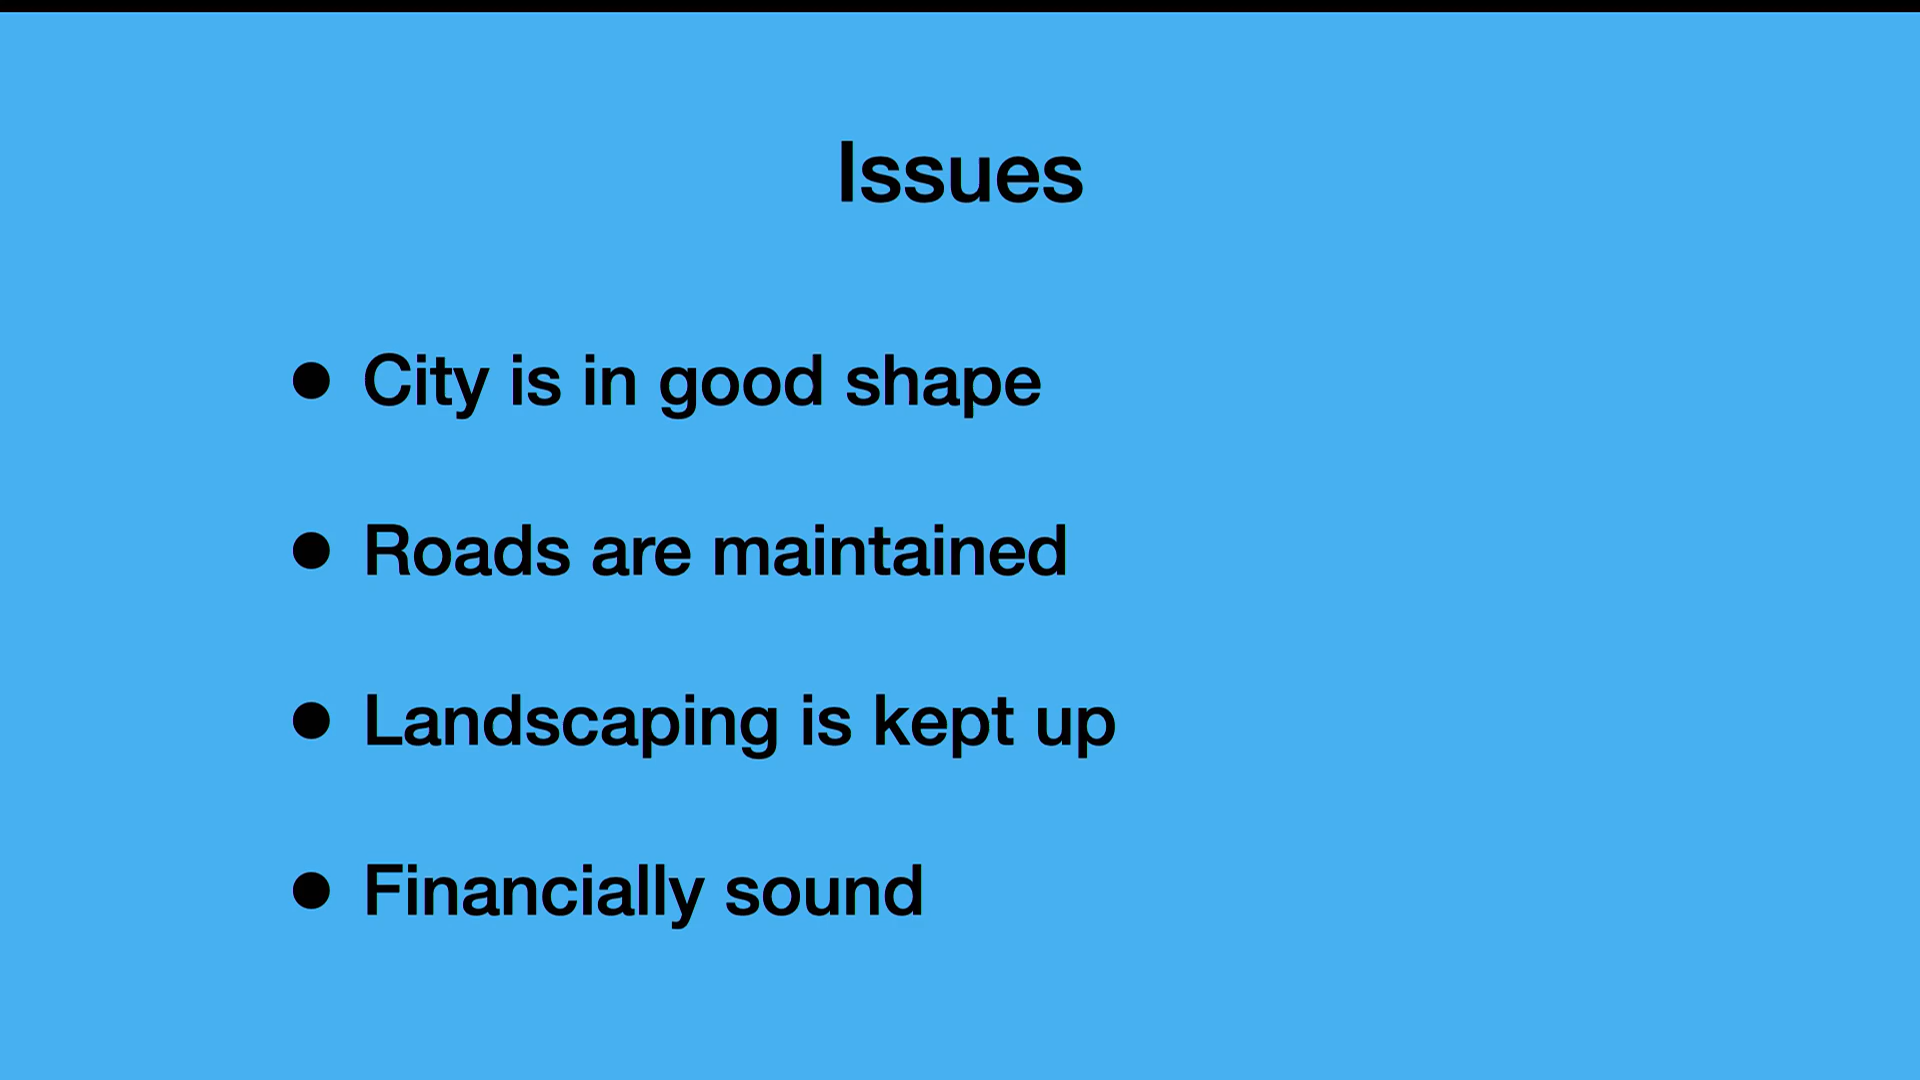 Issues
• City is in good shape
• Roads are maintained
• Landscaping is kept up
• Financially sound